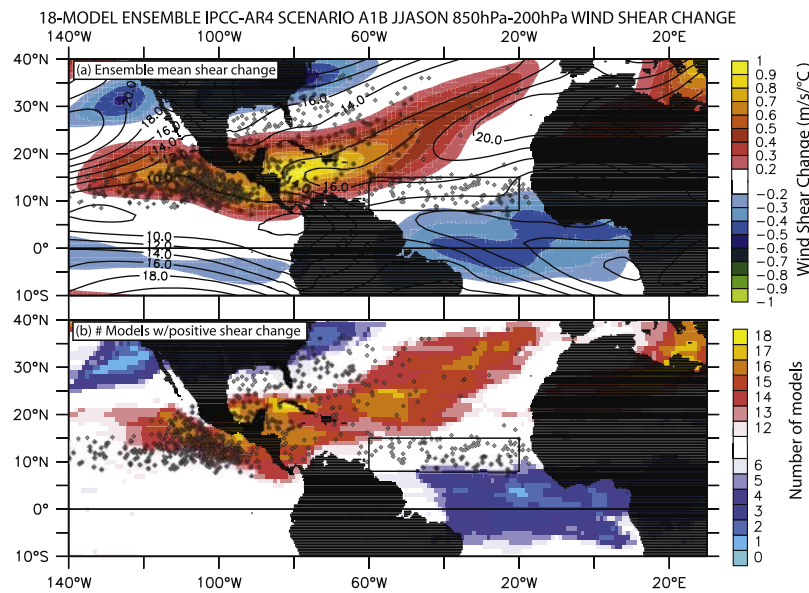 18-MODEL ENSEMBLE IPCC-AR4 SCENARIO A1B JJASON 850hPa-200hPa WIND SHEAR CHANGE
140°W 100°W 60°W 20°W 20°E
(a) Ensemble mean shear change
40°N
30°N
20°N
10°N
0°
10°S
20.0
18.0
16.0
14.0
12.0
10.0
16.0
14.0
20.0
16.0
10.0
12.0
14.0
16.0
18.0
1
0.9
0.8
0.7
0.6
0.5
0.4
0.3
0.2
−0.2
−0.3
−0.4
−0.5
−0.6
−0.7
−0.8
−0.9
−1
Wind Shear Change (m/s/°C)
(b) # Models w/positive shear change
40°N
30°N
20°N
10°N
0°
10°S
140°W 100°W 60°W 20°W 20°E
18
17
16
15
14
13
12
6
5
4
3
2
1
0
Number of models